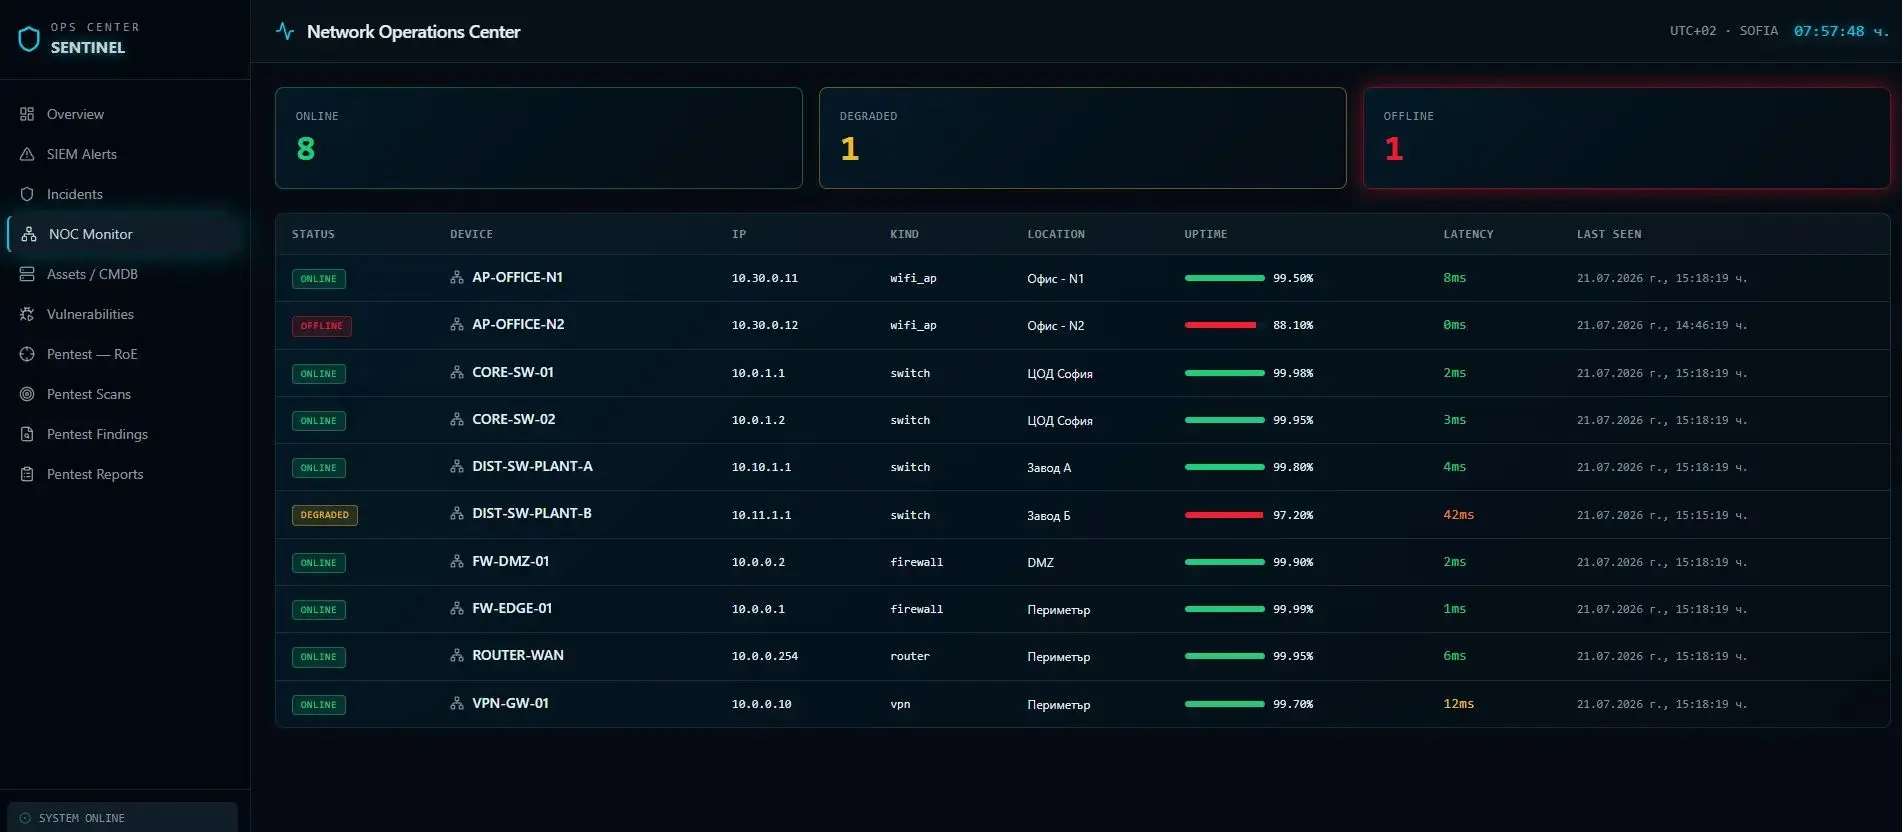 OPS CENTER
SENTINEL
Overview
SIEM Alerts
Incidents
NOC Monitor
Assets / CMDB
Vulnerabilities
Pentest — RoE
Pentest Scans
Pentest Findings
Pentest Reports
SYSTEM ONLINE
Network Operations Center
UTC+02 · SOFIA 07:57:48 ч.
ONLINE
8
DEGRADED
1
OFFLINE
1
STATUS DEVICE IP KIND LOCATION UPTIME LATENCY LAST SEEN
ONLINE AP-OFFICE-N1 10.30.0.11 wifi_ap Офис - N1 99.50% 8ms 21.07.2026 г., 15:18:19 ч.
OFFLINE AP-OFFICE-N2 10.30.0.12 wifi_ap Офис - N2 88.10% 0ms 21.07.2026 г., 14:46:19 ч.
ONLINE CORE-SW-01 10.0.1.1 switch ЦОД София 99.98% 2ms 21.07.2026 г., 15:18:19 ч.
ONLINE CORE-SW-02 10.0.1.2 switch ЦОД София 99.95% 3ms 21.07.2026 г., 15:18:19 ч.
ONLINE DIST-SW-PLANT-A 10.10.1.1 switch Завод А 99.80% 4ms 21.07.2026 г., 15:18:19 ч.
DEGRADED DIST-SW-PLANT-B 10.11.1.1 switch Завод Б 97.20% 42ms 21.07.2026 г., 15:15:19 ч.
ONLINE FW-DMZ-01 10.0.0.2 firewall DMZ 99.90% 2ms 21.07.2026 г., 15:18:19 ч.
ONLINE FW-EDGE-01 10.0.0.1 firewall Периметър 99.99% 1ms 21.07.2026 г., 15:18:19 ч.
ONLINE ROUTER-WAN 10.0.0.254 router Периметър 99.95% 6ms 21.07.2026 г., 15:18:19 ч.
ONLINE VPN-GW-01 10.0.0.10 vpn Периметър 99.70% 12ms 21.07.2026 г., 15:18:19 ч.